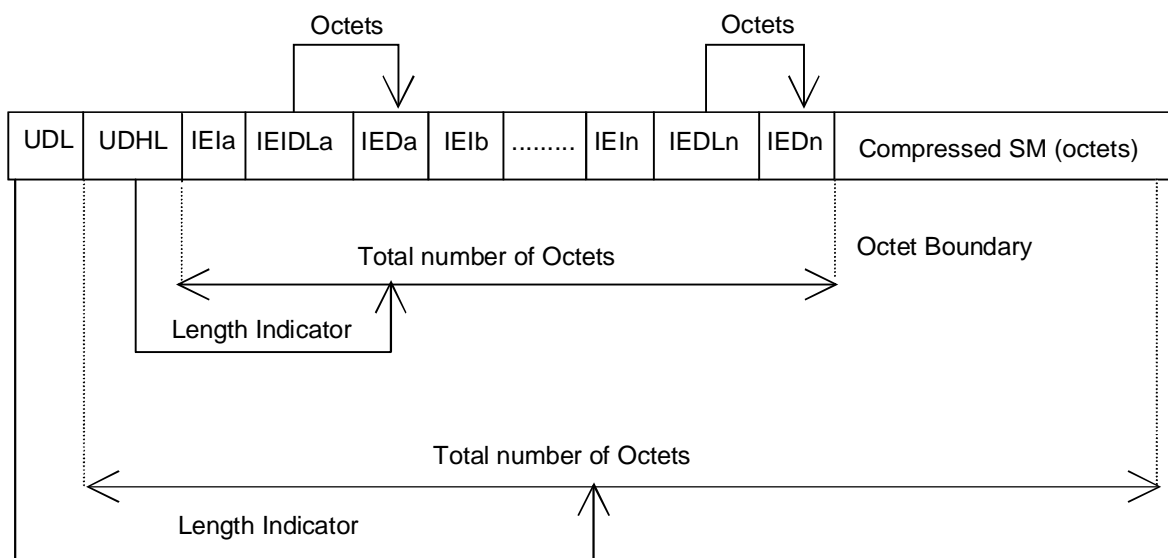 Octets
Octets
UDL UDHL IEIa IEIDLa IEDa IEIb ......... IEIn IEDLn IEDn Compressed SM (octets)
Total number of Octets
Octet Boundary
Length Indicator
Total number of Octets
Length Indicator